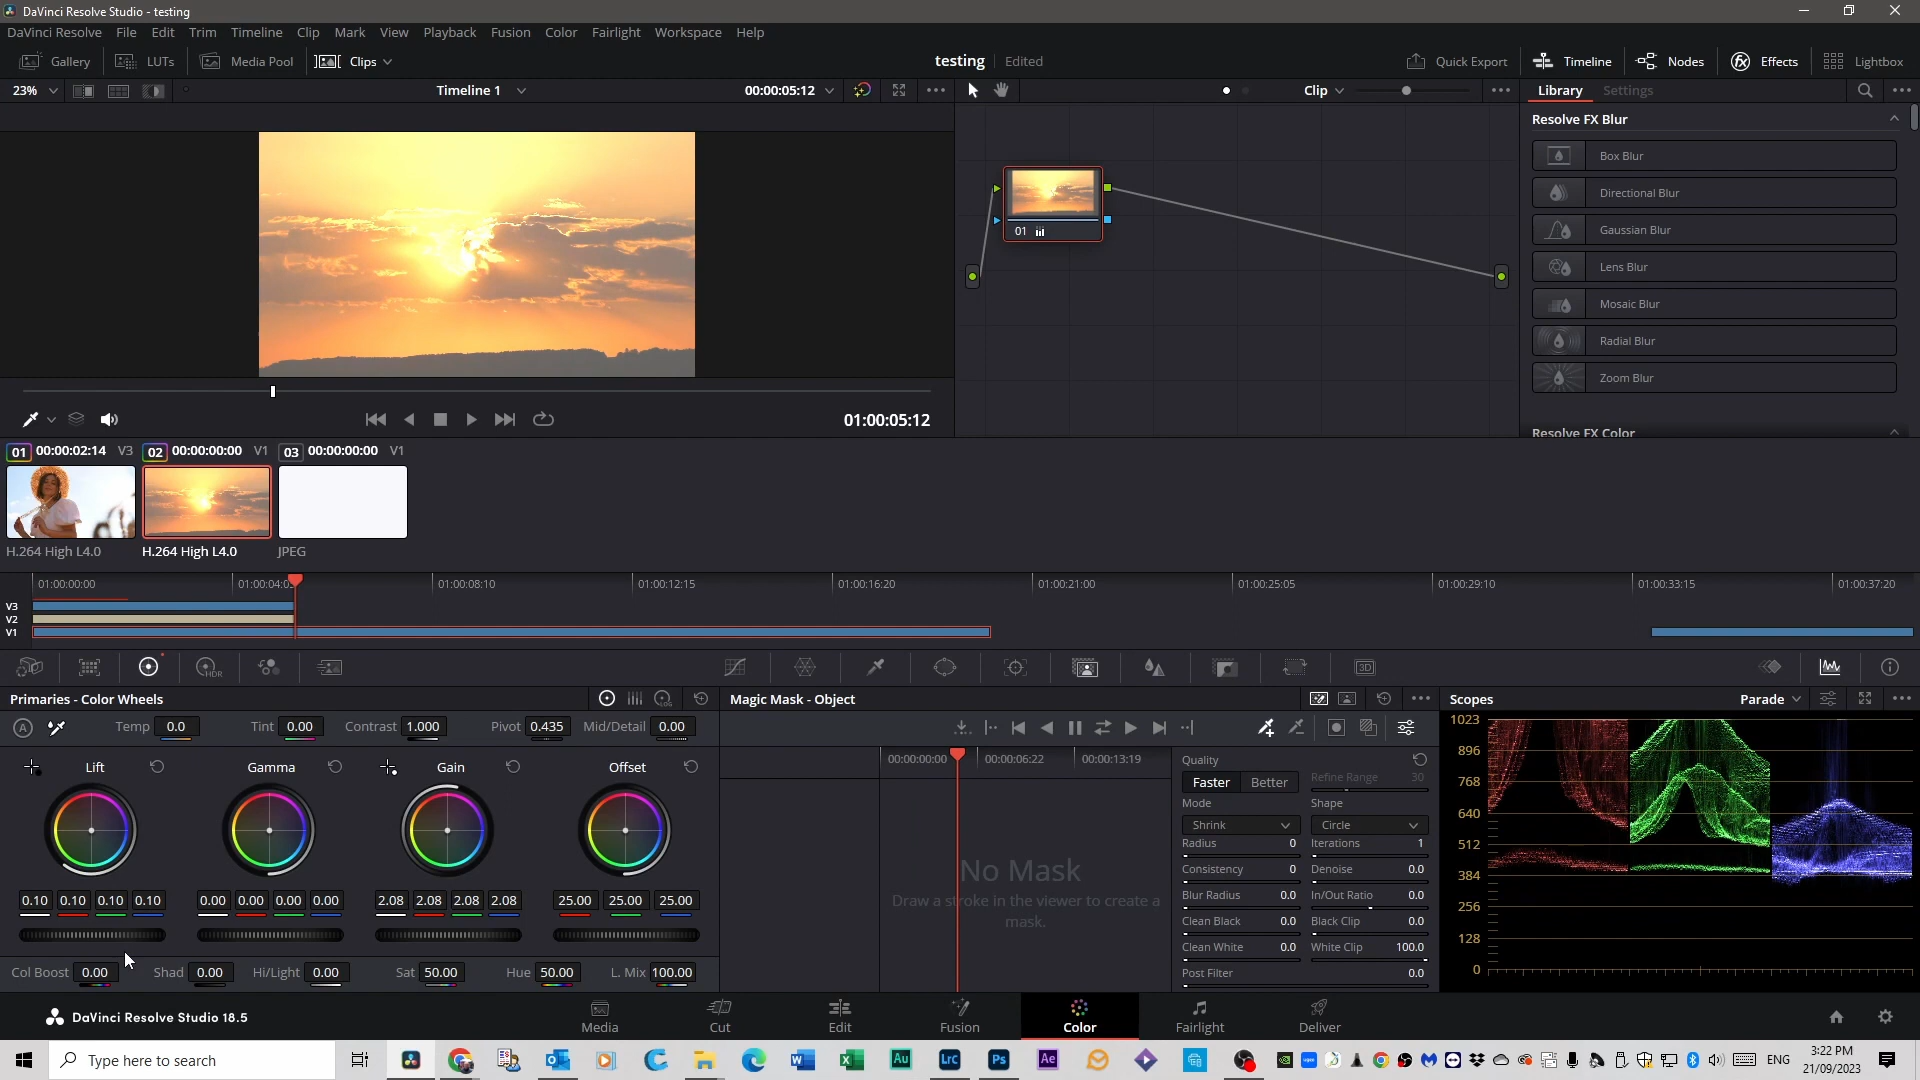 DaVinci Resolve Studio - testing
DaVinci Resolve File Edit Trim Timeline Clip Mark View Playback Fusion Color Fairlight Workspace Help
Gallery LUTs Media Pool Clips testing Edited Quick Export Timeline Nodes Effects Lightbox
23% Timeline 1 00:00:05:12 Clip Library Settings
Resolve FX Blur
Box Blur
Directional Blur
Gaussian Blur
Lens Blur
Mosaic Blur
Radial Blur
Zoom Blur
Resolve FX Color
01
01:00:05:12
01 00:00:02:14 V3 02 00:00:00:00 V1 03 00:00:00:00 V1
H.264 High L4.0 H.264 High L4.0 JPEG
01:00:00:00 01:00:04:0 01:00:08:10 01:00:12:15 01:00:16:20 01:00:21:00 01:00:25:05 01:00:29:10 01:00:33:15 01:00:37:20
V3
V2
V1
HDR LOG 3D
Primaries - Color Wheels Magic Mask - Object Scopes Parade
A Temp 0.0 Tint 0.00 Contrast 1.000 Pivot 0.435 Mid/Detail 0.00
Lift Gamma Gain Offset
0.10 0.10 0.10 0.10 0.00 0.00 0.00 0.00 2.08 2.08 2.08 2.08 25.00 25.00 25.00
Col Boost 0.00 Shad 0.00 Hi/Light 0.00 Sat 50.00 Hue 50.00 L. Mix 100.00
00:00:00:00 00:00:06:22 00:00:13:19
No Mask
Draw a stroke in the viewer to create a
mask.
Quality
Faster Better Refine Range 30
Mode Shape
Shrink Circle
Radius 0 Iterations 1
Consistency 0 Denoise 0.0
Blur Radius 0.0 In/Out Ratio 0.0
Clean Black 0.0 Black Clip 0.0
Clean White 0.0 White Clip 100.0
Post Filter 0.0
1023
896
768
640
512
384
256
128
0
DaVinci Resolve Studio 18.5 Media Cut Edit Fusion Color Fairlight Deliver
Type here to search
Au Lrc Ps Ae
ENG
3:22 PM
21/09/2023